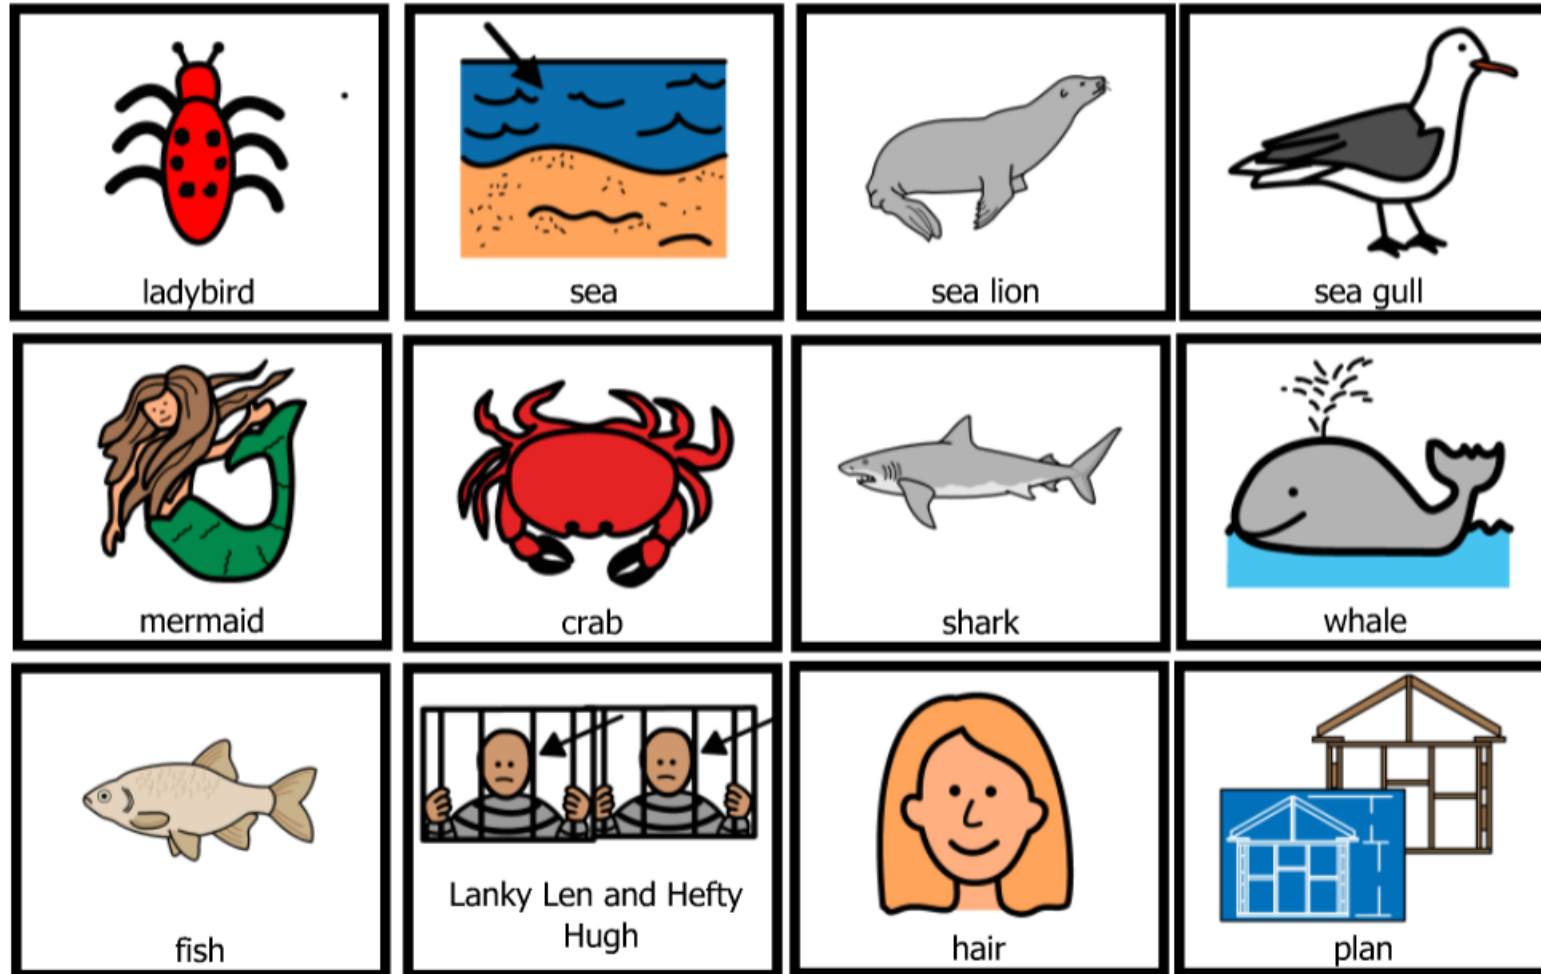 ladybird
sea
sea lion
sea gull
mermaid
crab
shark
whale
fish
Lanky Len and Hefty
Hugh
hair
plan